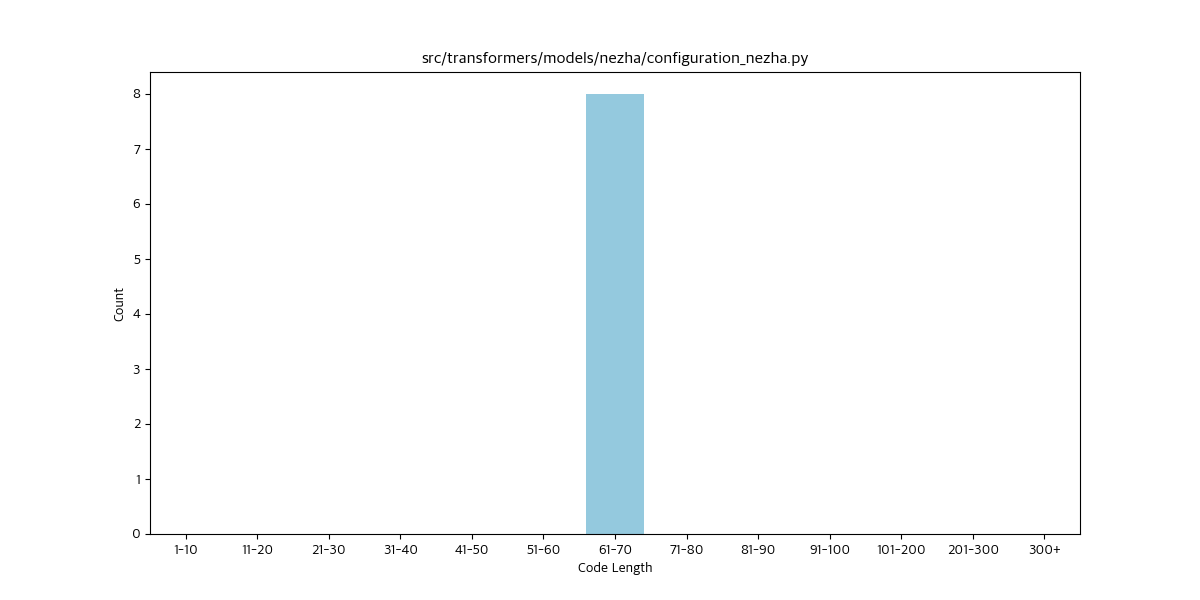 src/transformers/models/nezha/configuration_nezha.py
8
7
6
5
4
3
2
1
0
Count
1-10 11-20 21-30 31-40 41-50 51-60 61-70 71-80 81-90 91-100 101-200 201-300 300+
Code Length